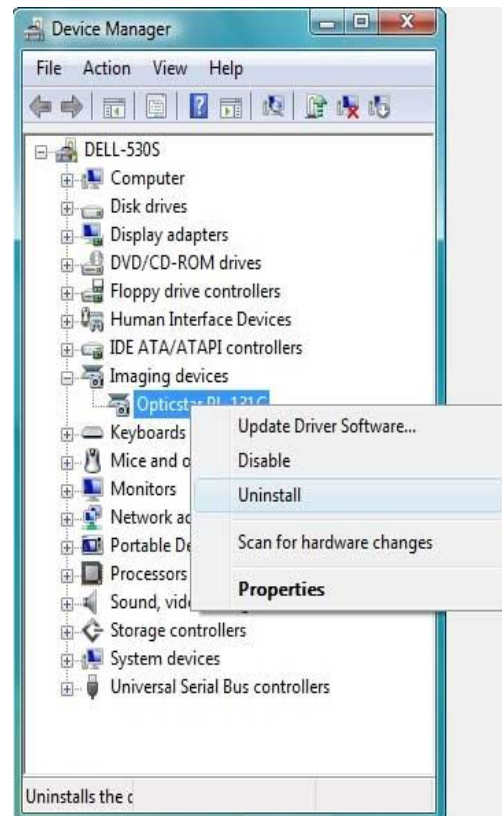 Device Manager
File Action View Help
DELL-530S
Computer
Disk drives
Display adapters
DVD/CD-ROM drives
Floppy drive controllers
Human Interface Devices
IDE ATA/ATAPI controllers
Imaging devices
Opticstar PL-131C
Keyboards
Mice and o
Monitors
Network ad
Portable De
Processors
Sound, vid
Storage controllers
System devices
Universal Serial Bus controllers
Update Driver Software...
Disable
Uninstall
Scan for hardware changes
Properties
Uninstalls the c